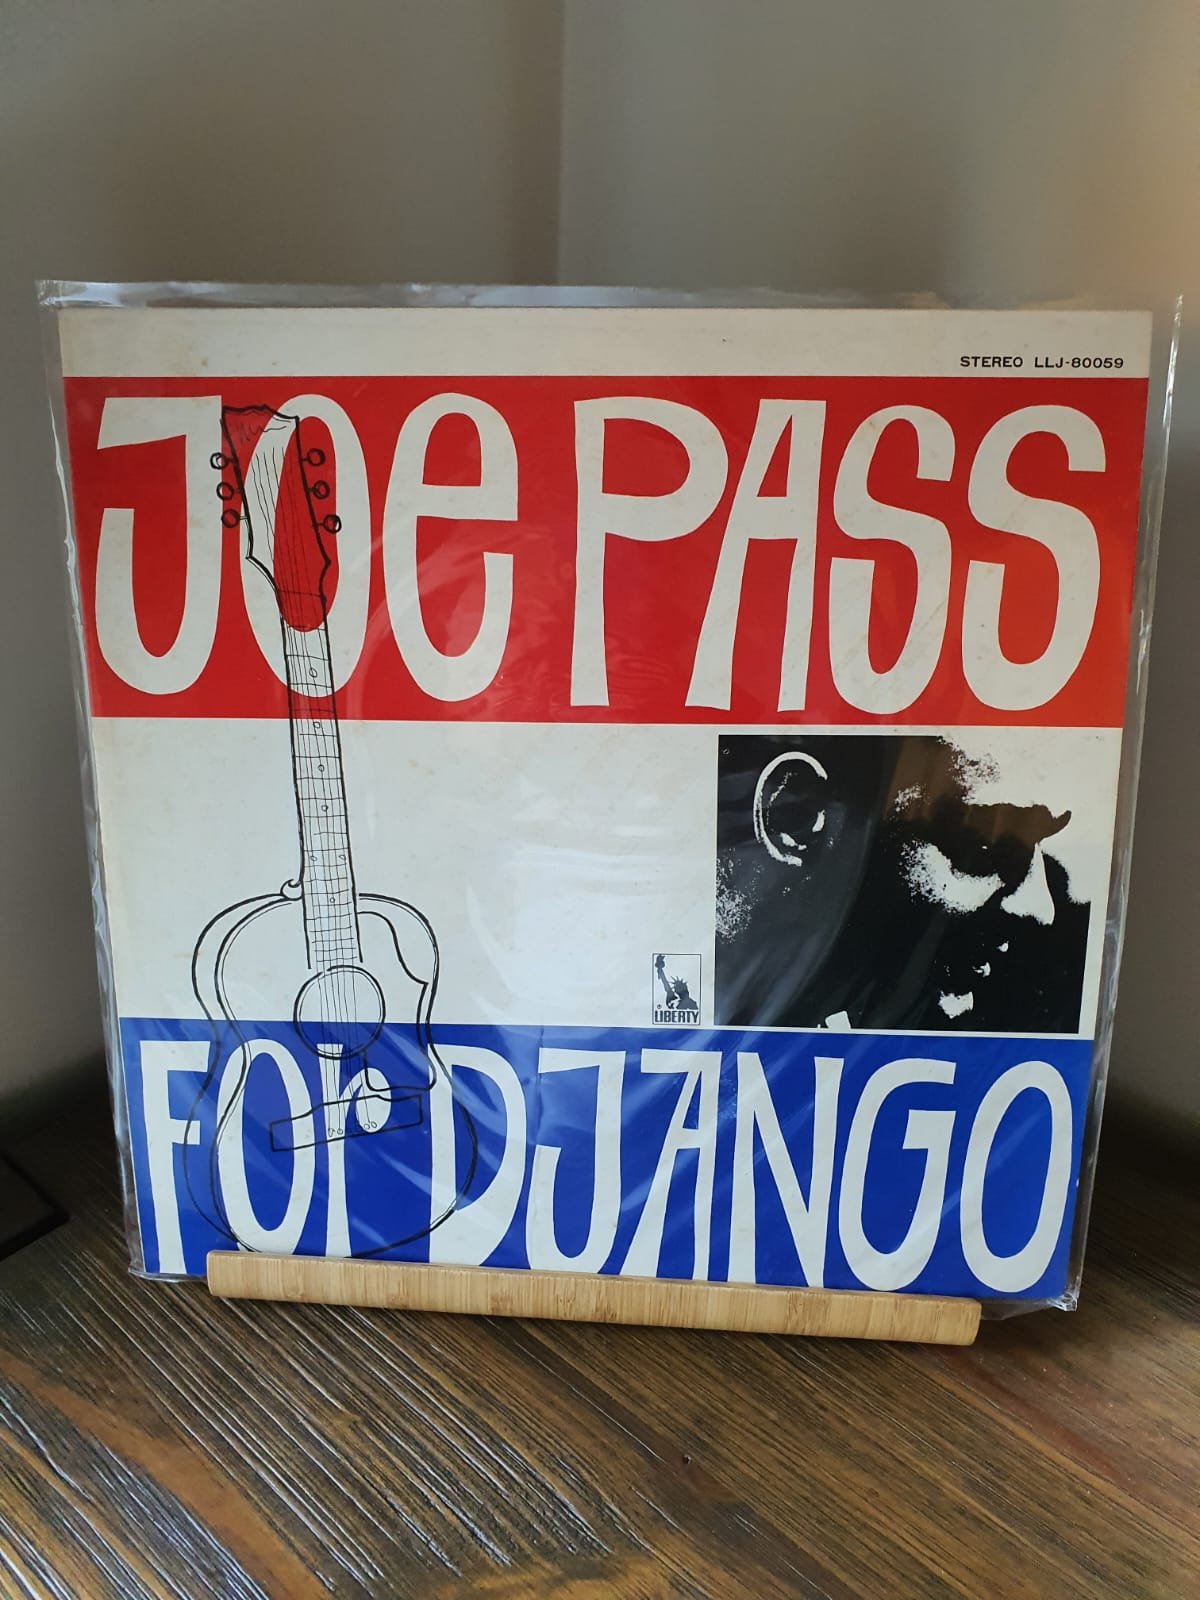 STEREO LLJ-80059
JOe PASS
LIBERTY
FOr DJANGO